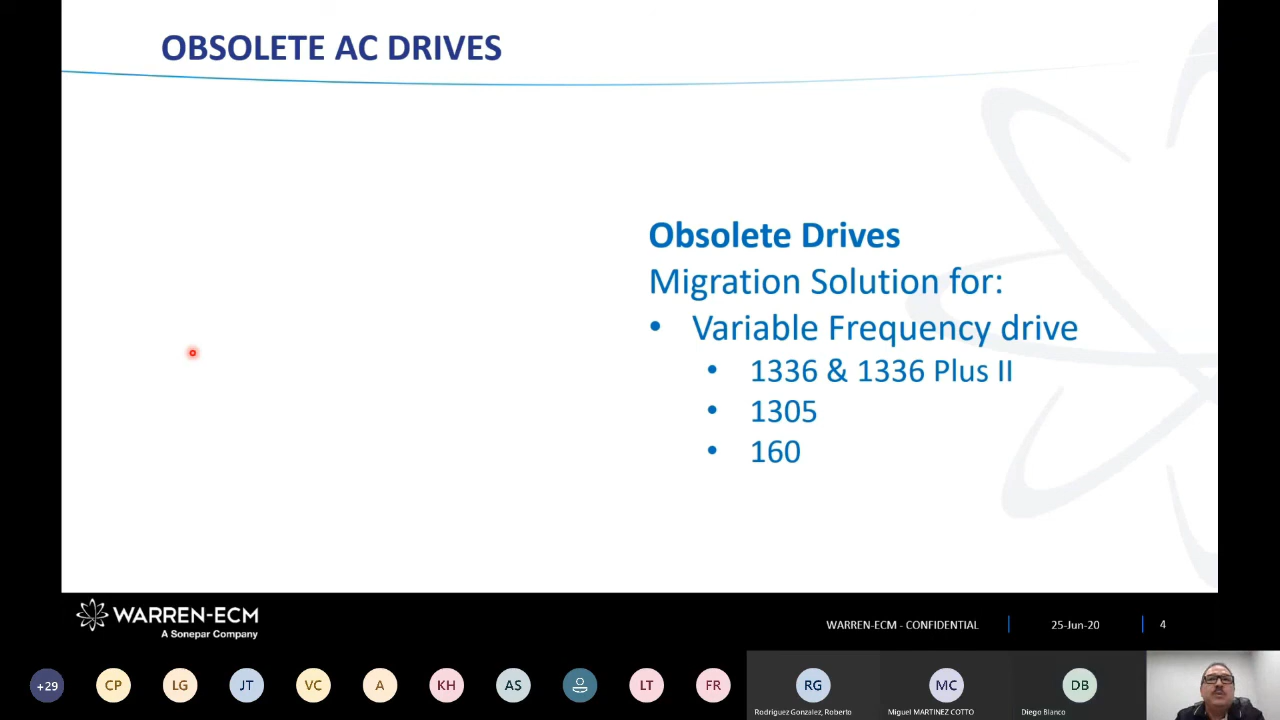 OBSOLETE AC DRIVES
Obsolete Drives
Migration Solution for:
• Variable Frequency drive
• 1336 & 1336 Plus II
• 1305
• 160
WARREN-ECM
A Sonepar Company
WARREN-ECM - CONFIDENTIAL
25-Jun-20
4
+29
CP
LG
JT
VC
A
KH
AS
LT
FR
RG
MC
DB
Rodriguez Gonzalez, Roberto
Miguel MARTINEZ COTTO
Diego Blanco